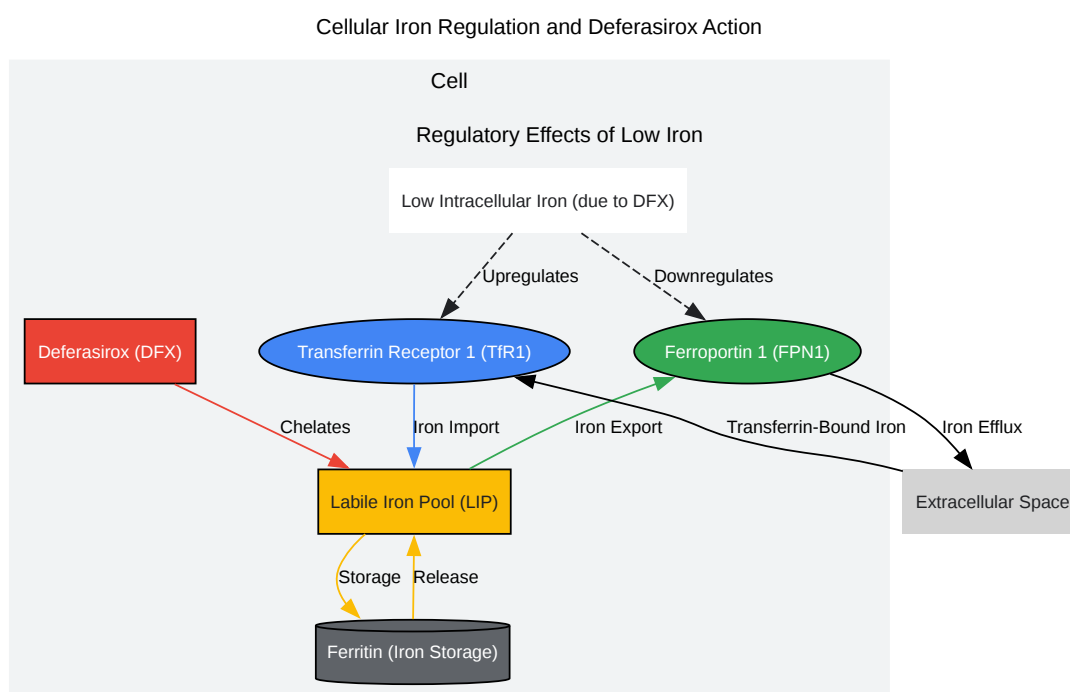 Cellular Iron Regulation and Deferasirox Action
Cell
Regulatory Effects of Low Iron
Low Intracellular Iron (due to DFX)
Upregulates
Downregulates
Deferasirox (DFX)
Transferrin Receptor 1 (TfR1)
Ferroportin 1 (FPN1)
Chelates
Iron Import
Iron Export
Transferrin-Bound Iron
Iron Efflux
Labile Iron Pool (LIP)
Extracellular Space
Storage
Release
Ferritin (Iron Storage)